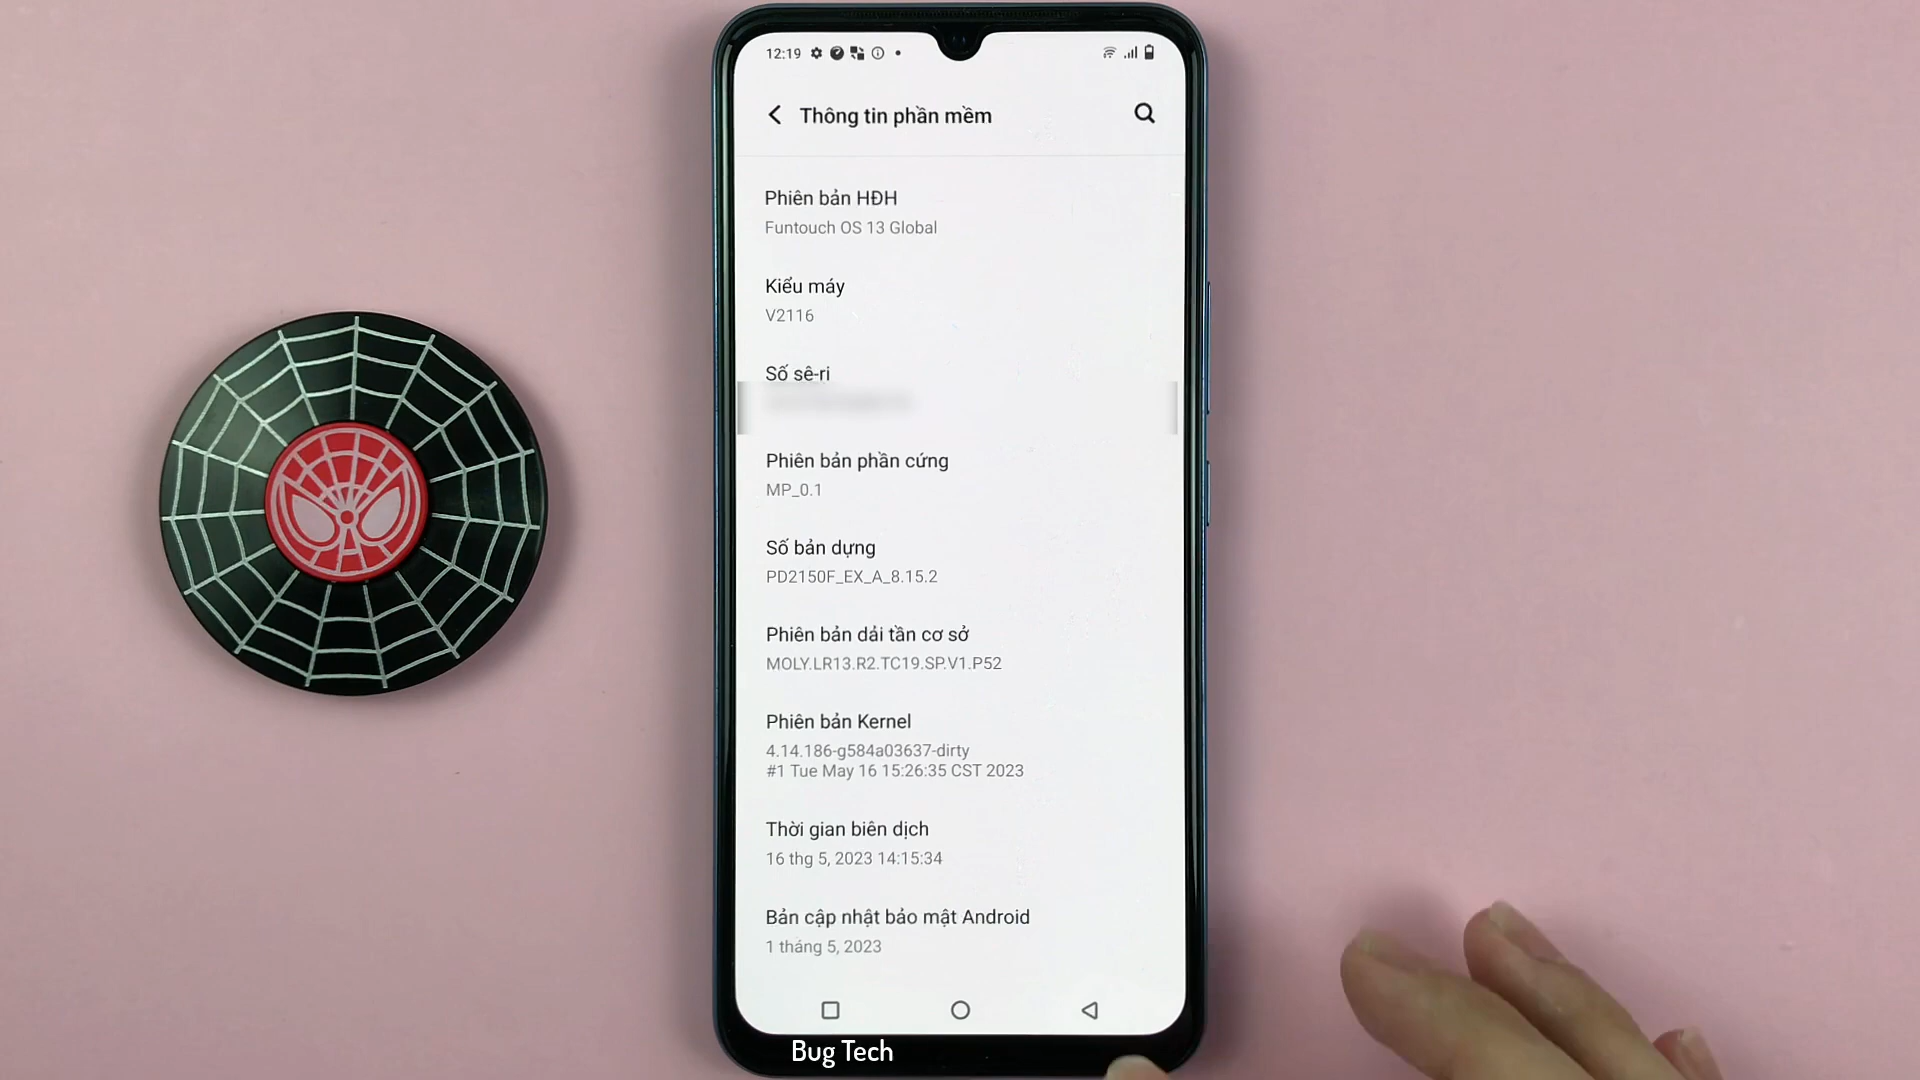 12:19
Thông tin phần mềm
Phiên bản HĐH
Funtouch OS 13 Global
Kiểu máy
V2116
Số sê-ri
Phiên bản phần cứng
MP_0.1
Số bản dựng
PD2150F_EX_A_8.15.2
Phiên bản dải tần cơ sở
MOLY.LR13.R2.TC19.SP.V1.P52
Phiên bản Kernel
4.14.186-g584a03637-dirty
#1 Tue May 16 15:26:35 CST 2023
Thời gian biên dịch
16 thg 5, 2023 14:15:34
Bản cập nhật bảo mật Android
1 tháng 5, 2023
Bug Tech